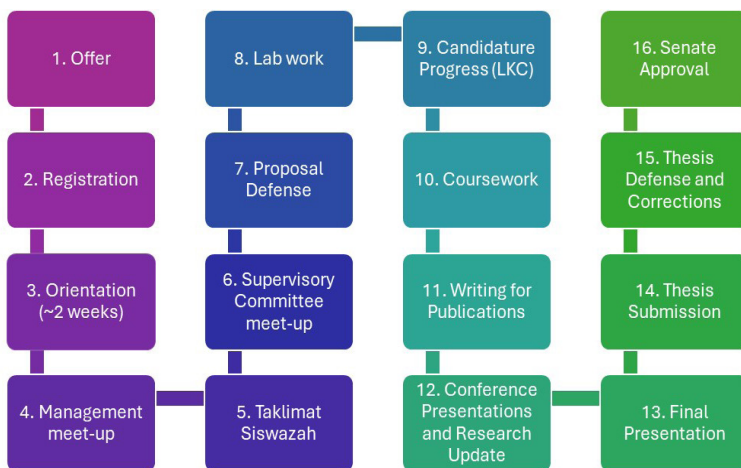 1. Offer
2. Registration
3. Orientation
(~2 weeks)
4. Management
meet-up
5. Taklimat
Siswazah
6. Supervisory
Committee
meet-up
7. Proposal
Defense
8. Lab work
9. Candidature
Progress (LKC)
10. Coursework
11. Writing for
Publications
12. Conference
Presentations
and Research
Update
13. Final
Presentation
14. Thesis
Submission
15. Thesis
Defense and
Corrections
16. Senate
Approval